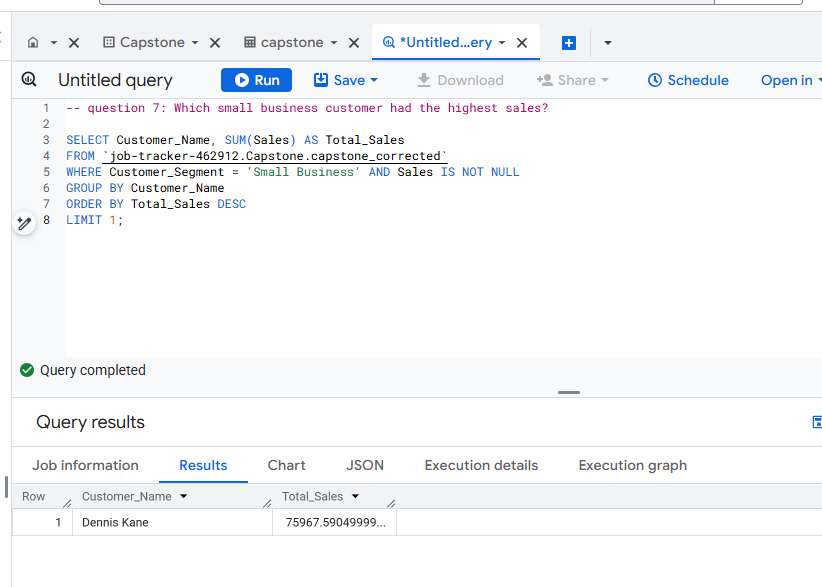 Capstone
capstone
*Untitled...ery
Untitled query
Run
Save
Download
Share
Schedule
Open in
1 -- question 7: Which small business customer had the highest sales?
2
3 SELECT Customer_Name, SUM(Sales) AS Total_Sales
4 FROM `job-tracker-462912.Capstone.capstone_corrected`
5 WHERE Customer_Segment = 'Small Business' AND Sales IS NOT NULL
6 GROUP BY Customer_Name
7 ORDER BY Total_Sales DESC
8 LIMIT 1;
Query completed
Query results
Job information Results Chart JSON Execution details Execution graph
Row Customer_Name Total_Sales
1 Dennis Kane 75967.59049999...